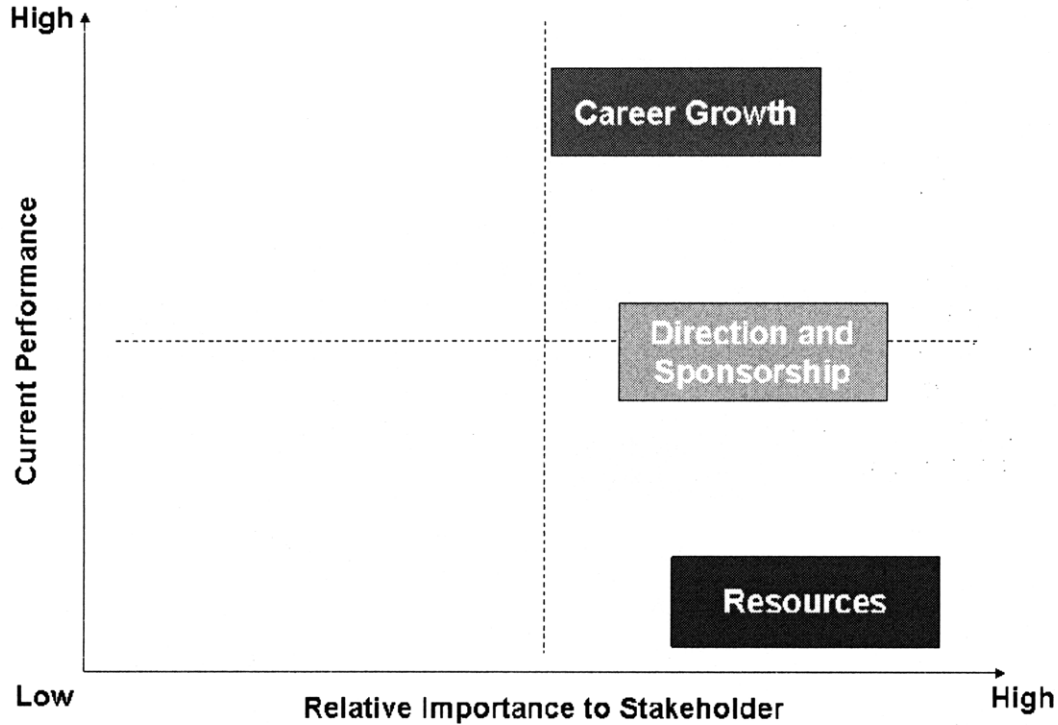 High
Career Growth
Current Performance
Direction and
Sponsorship
Resources
Low
Relative Importance to Stakeholder
High